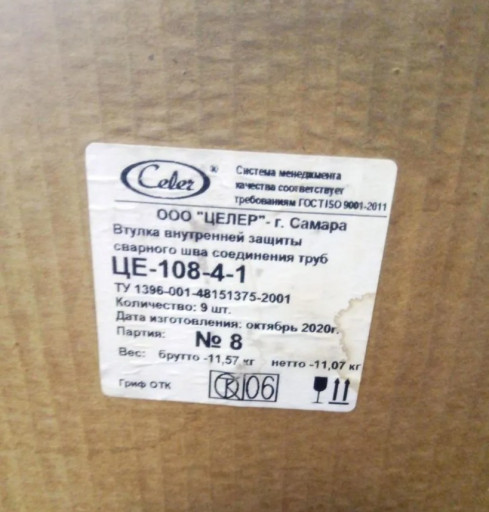 Celer ®
Система менеджмента
качества соответствует
требованиям ГОСТ ISO 9001-2011
ООО "ЦЕЛЕР"- г. Самара
Втулка внутренней защиты
сварного шва соединения труб
ЦЕ-108-4-1
ТУ 1396-001-48151375-2001
Количество: 9 шт.
Дата изготовления: октябрь 2020г.
Партия: № 8
Вес: брутто -11,57 кг нетто -11,07 кг
Гриф ОТК 06